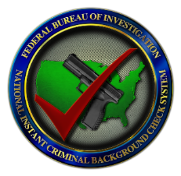 FEDERAL BUREAU OF INVESTIGATION
NATIONAL INSTANT CRIMINAL BACKGROUND CHECK SYSTEM